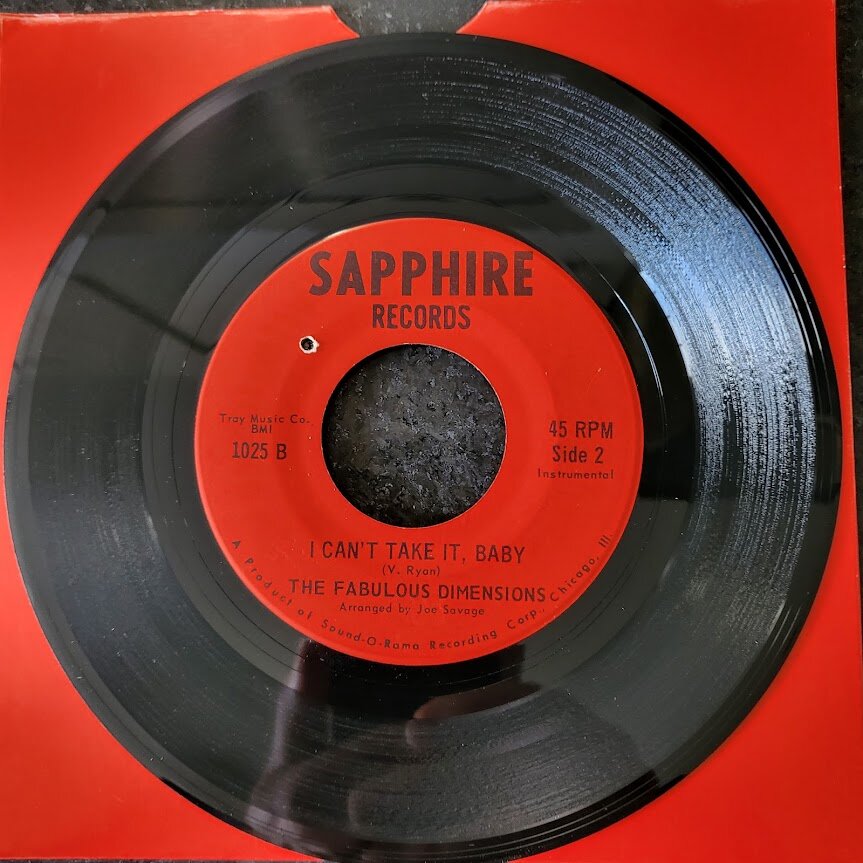 SAPPHIRE
RECORDS
Tray Music Co.
BMI
1025 B
45 RPM
Side 2
Instrumental
I CAN'T TAKE IT, BABY
(V. Ryan)
THE FABULOUS DIMENSIONS
Arranged by Joe Savage
A Product of Sound-O-Rama Recording Corp., Chicago, Ill.